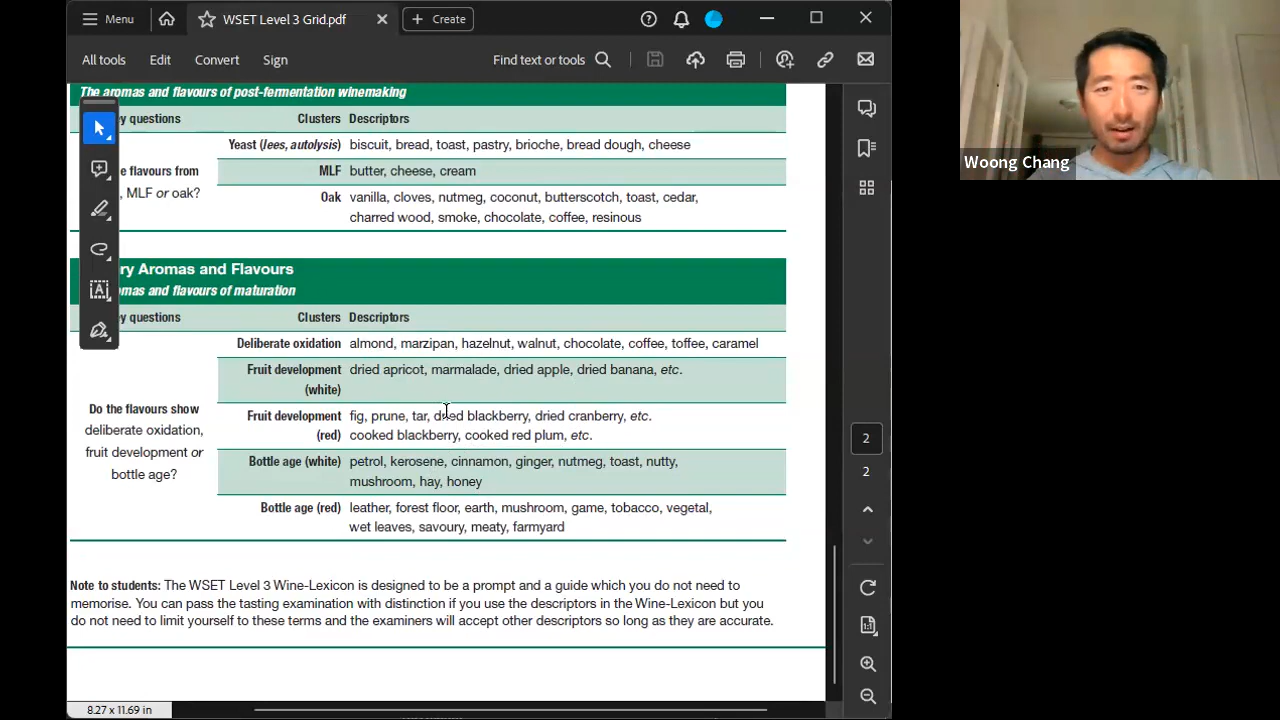 Menu
WSET Level 3 Grid.pdf
Create
All tools
Edit
Convert
Sign
Find text or tools
The aromas and flavours of post-fermentation winemaking
y questions
Clusters
Descriptors
Yeast (lees, autolysis)
biscuit, bread, toast, pastry, brioche, bread dough, cheese
e flavours from
, MLF or oak?
MLF
butter, cheese, cream
Oak
vanilla, cloves, nutmeg, coconut, butterscotch, toast, cedar,
charred wood, smoke, chocolate, coffee, resinous
ry Aromas and Flavours
omas and flavours of maturation
y questions
Clusters
Descriptors
Deliberate oxidation
almond, marzipan, hazelnut, walnut, chocolate, coffee, toffee, caramel
Fruit development
(white)
dried apricot, marmalade, dried apple, dried banana, etc.
Do the flavours show
deliberate oxidation,
fruit development or
bottle age?
Fruit development
(red)
fig, prune, tar, dried blackberry, dried cranberry, etc.
cooked blackberry, cooked red plum, etc.
Bottle age (white)
petrol, kerosene, cinnamon, ginger, nutmeg, toast, nutty,
mushroom, hay, honey
Bottle age (red)
leather, forest floor, earth, mushroom, game, tobacco, vegetal,
wet leaves, savoury, meaty, farmyard
Note to students: The WSET Level 3 Wine-Lexicon is designed to be a prompt and a guide which you do not need to
memorise. You can pass the tasting examination with distinction if you use the descriptors in the Wine-Lexicon but you
do not need to limit yourself to these terms and the examiners will accept other descriptors so long as they are accurate.
8.27 x 11.69 in
2
2
1:1
Woong Chang